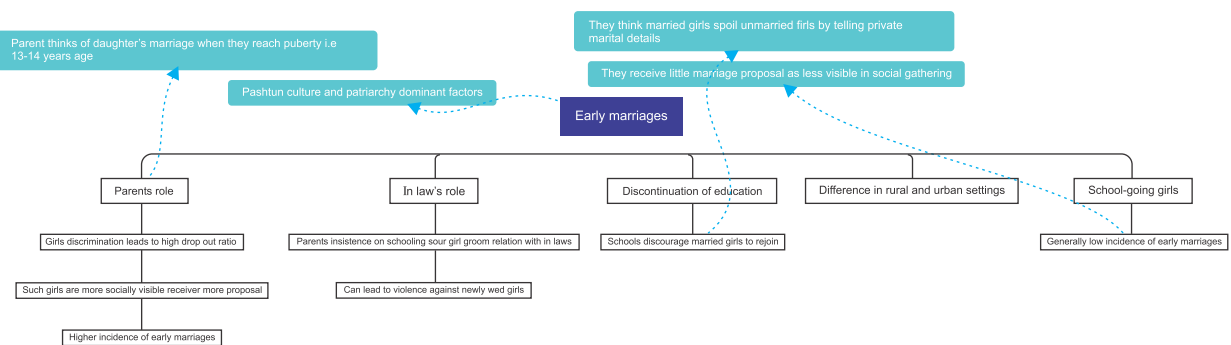 They think married girls spoil unmarried firls by telling private
marital details
Parent thinks of daughter's marriage when they reach puberty i.e
13-14 years age
They receive little marriage proposal as less visible in social gathering
Pashtun culture and patriarchy dominant factors
Early marriages
Parents role
In law's role
Discontinuation of education
Difference in rural and urban settings
School-going girls
Girls discrimination leads to high drop out ratio
Parents insistence on schooling sour girl groom relation with in laws
Schools discourage married girls to rejoin
Generally low incidence of early marriages
Such girls are more socially visible receiver more proposal
Can lead to violence against newly wed girls
Higher incidence of early marriages